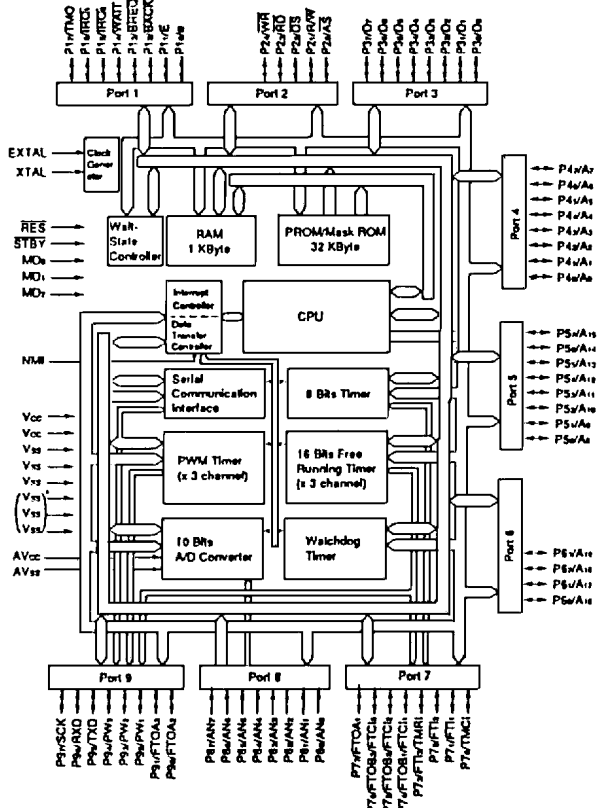 P17/TMO
P16/IRQ1
P15/IRQ0
P14/WAIT
P13/BREQ
P12/BACK
P11/E
P10/ø
P24/WR
P23/RD
P22/DS
P21/R/W
P20/AS
P37/D7
P36/D6
P35/D5
P34/D4
P33/D3
P32/D2
P31/D1
P30/D0
Port 1
Port 2
Port 3
EXTAL
XTAL
Clock
Gener
ator
RES
STBY
MD0
MD1
MD2
Wait-
State
Controller
RAM
1 KByte
PROM/Mask ROM
32 KByte
Port 4
P47/A7
P46/A6
P45/A5
P44/A4
P43/A3
P42/A2
P41/A1
P40/A0
Interrupt
Controller
Data
Transfer
Controller
CPU
NMI
Port 5
P57/A15
P56/A14
P55/A13
P54/A12
P53/A11
P52/A10
P51/A9
P50/A8
Serial
Communication
Interface
8 Bits Timer
PWM Timer
(x 3 channel)
16 Bits Free
Running Timer
(x 3 channel)
10 Bits
A/D Converter
Watchdog
Timer
Vcc
Vcc
Vss
Vss
Vss
(Vss*
Vss
Vss)
AVcc
AVss
Port 6
P63/A19
P62/A18
P61/A17
P60/A16
Port 9
Port 8
Port 7
P97/SCK
P96/RXD
P95/TXD
P94/PW3
P93/PW2
P92/PW1
P91/FTOA3
P90/FTOA2
P87/AN7
P86/AN6
P85/AN5
P84/AN4
P83/AN3
P82/AN2
P81/AN1
P80/AN0
P77/FTOA1
P76/FTOB3/FTCI3
P75/FTOB2/FTCI2
P74/FTOB1/FTCI1
P73/FTI3/TMRI
P72/FTI2
P71/FTI1
P70/TMCI